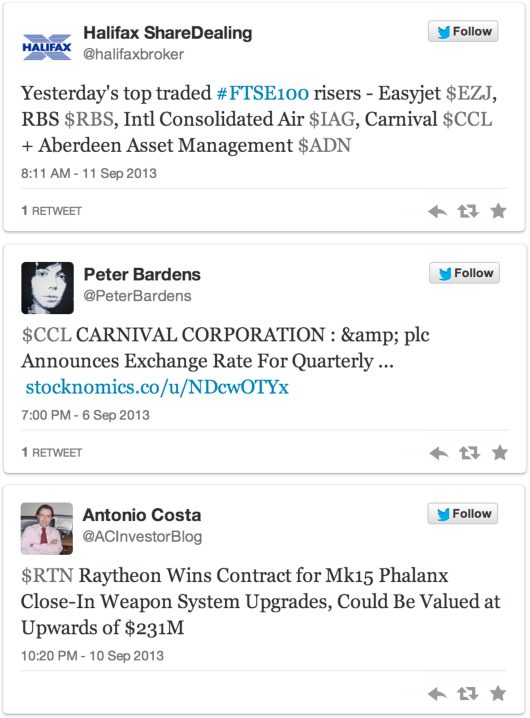 HALIFAX
Halifax ShareDealing
@halifaxbroker
Follow
Yesterday's top traded #FTSE100 risers - Easyjet $EZJ,
RBS $RBS, Intl Consolidated Air $IAG, Carnival $CCL
+ Aberdeen Asset Management $ADN
8:11 AM - 11 Sep 2013
1 RETWEET
Peter Bardens
@PeterBardens
Follow
$CCL CARNIVAL CORPORATION : &amp; plc
Announces Exchange Rate For Quarterly ...
stocknomics.co/u/NDcwOTYx
7:00 PM - 6 Sep 2013
1 RETWEET
Antonio Costa
@ACInvestorBlog
Follow
$RTN Raytheon Wins Contract for Mk15 Phalanx
Close-In Weapon System Upgrades, Could Be Valued at
Upwards of $231M
10:20 PM - 10 Sep 2013